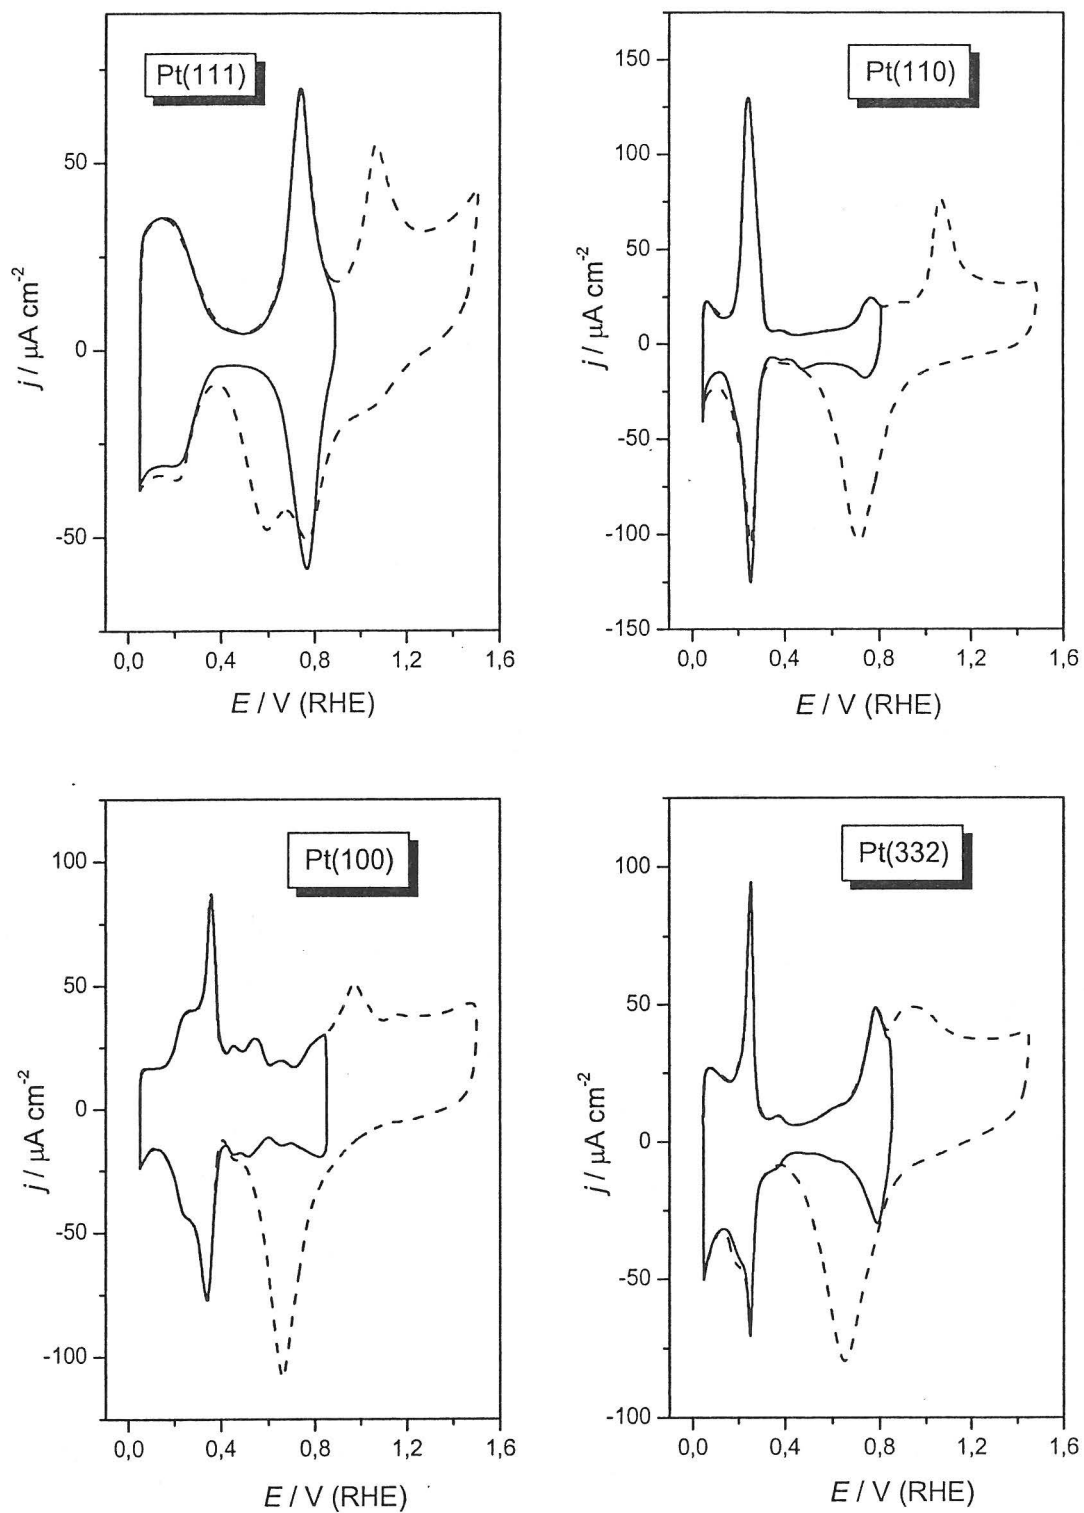 Pt(111)
50
0
-50
j / μA cm-2
0,0 0,4 0,8 1,2 1,6
E / V (RHE)
Pt(110)
150
100
50
0
-50
-100
-150
j / μA cm-2
0,0 0,4 0,8 1,2 1,6
E / V (RHE)
Pt(100)
100
50
0
-50
-100
j / μA cm-2
0,0 0,4 0,8 1,2 1,6
E / V (RHE)
Pt(332)
100
50
0
-50
-100
j / μA cm-2
0,0 0,4 0,8 1,2 1,6
E / V (RHE)